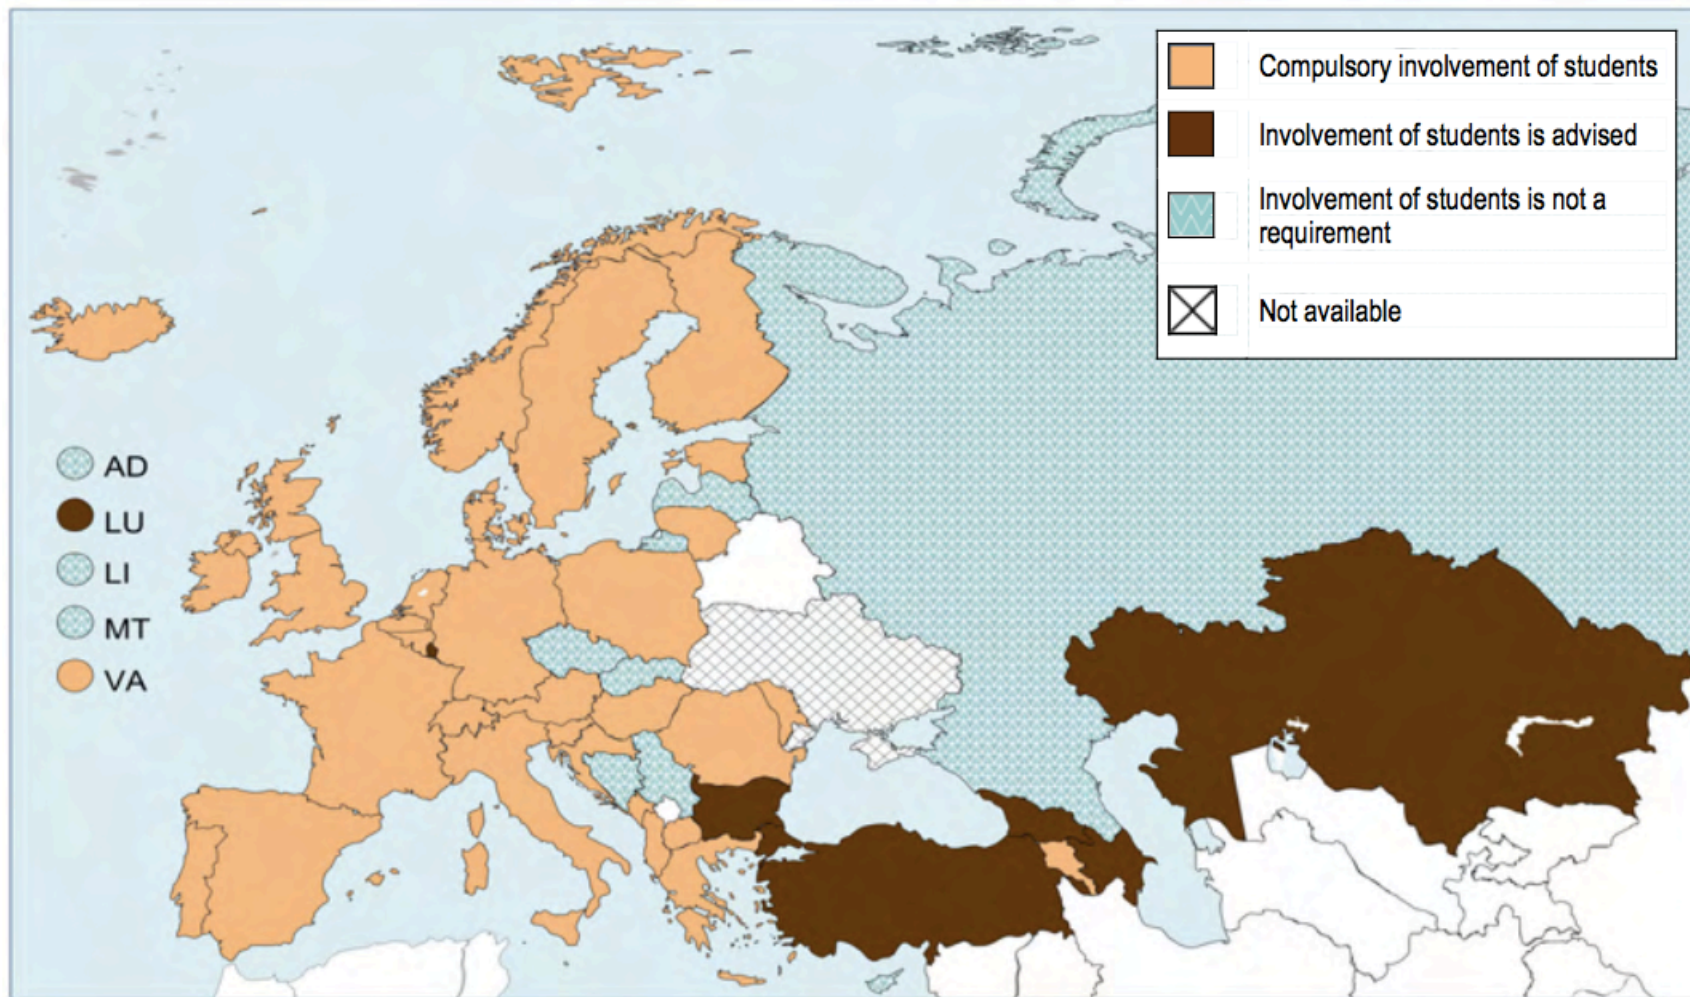 Compulsory involvement of students
Involvement of students is advised
Involvement of students is not a
requirement
Not available
AD
LU
LI
MT
VA